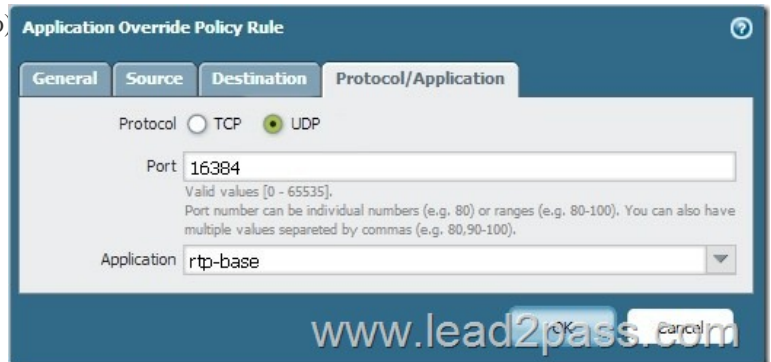 o)
Application Override Policy Rule
General Source Destination Protocol/Application
Protocol TCP UDP
Port 16384
Valid values [0 - 65535].
Port number can be individual numbers (e.g. 80) or ranges (e.g. 80-100). You can also have
multiple values separeted by commas (e.g. 80,90-100).
Application rtp-base
OK Cancel
www.lead2pass.com